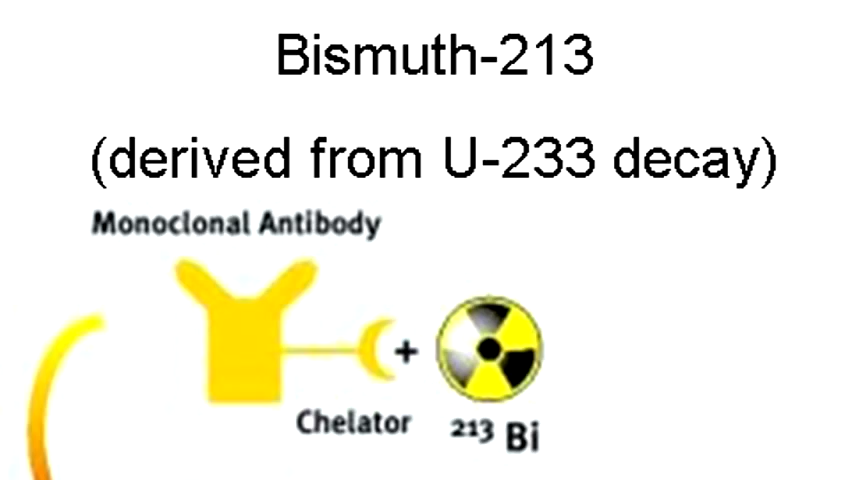 Bismuth-213
(derived from U-233 decay)
Monoclonal Antibody
+
Chelator
²¹³ Bi